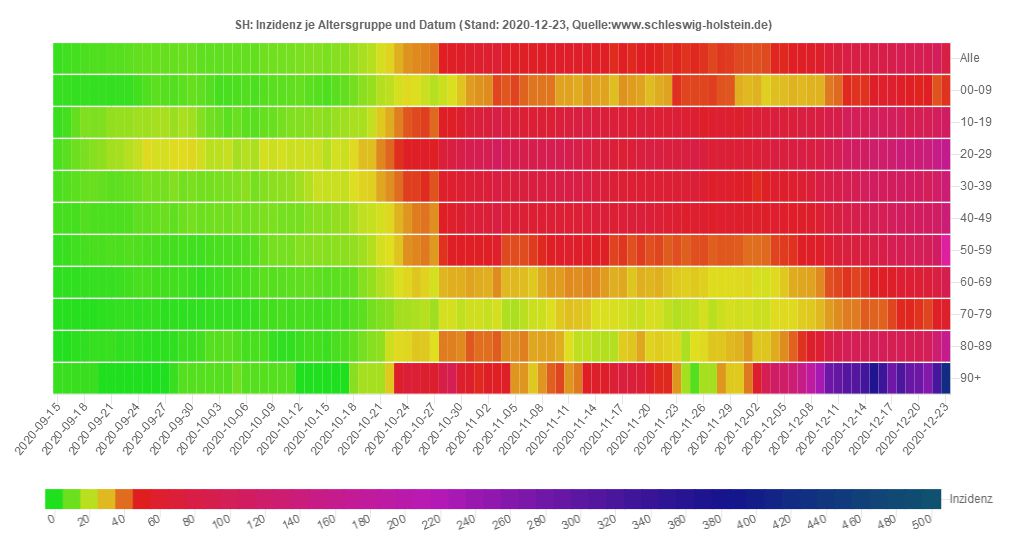 SH: Inzidenz je Altersgruppe und Datum (Stand: 2020-12-23, Quelle:www.schleswig-holstein.de)
Alle
00-09
10-19
20-29
30-39
40-49
50-59
60-69
70-79
80-89
90+
2020-09-15 2020-09-18 2020-09-21 2020-09-24 2020-09-27 2020-09-30 2020-10-03 2020-10-06 2020-10-09 2020-10-12 2020-10-15 2020-10-18 2020-10-21 2020-10-24 2020-10-27 2020-10-30 2020-11-02 2020-11-05 2020-11-08 2020-11-11 2020-11-14 2020-11-17 2020-11-20 2020-11-23 2020-11-26 2020-11-29 2020-12-02 2020-12-05 2020-12-08 2020-12-11 2020-12-14 2020-12-17 2020-12-20 2020-12-23
Inzidenz
0 20 40 60 80 100 120 140 160 180 200 220 240 260 280 300 320 340 360 380 400 420 440 460 480 500